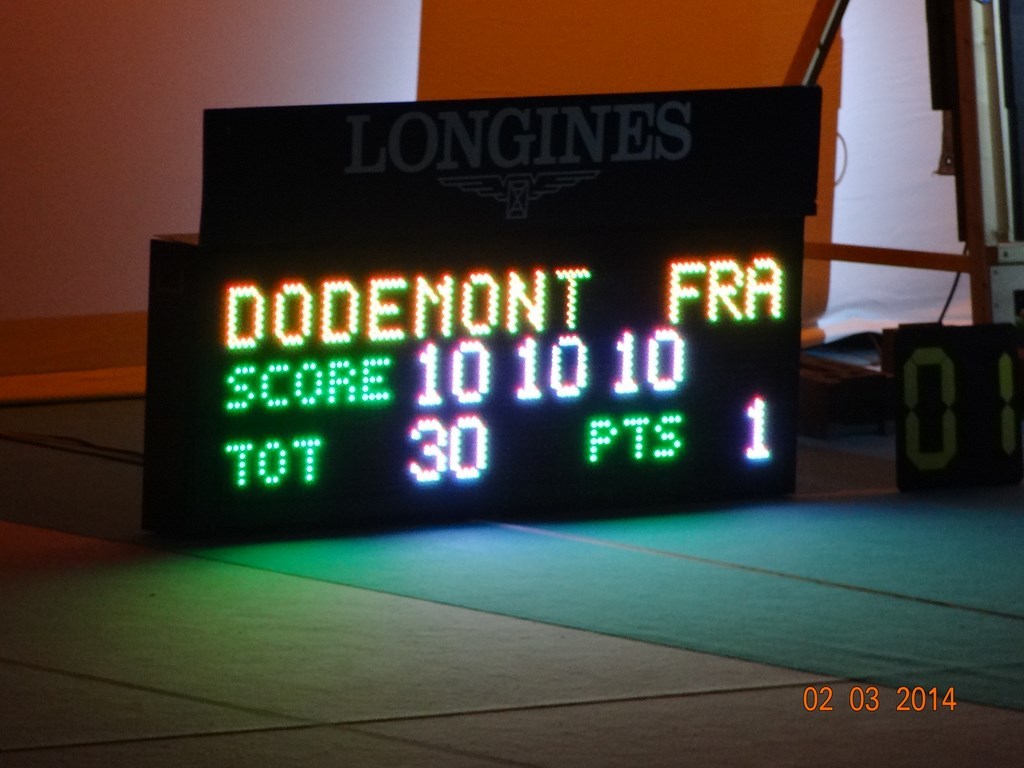 LONGINES
DODEMONT FRA
SCORE 10 10 10
TOT 30 PTS 1
01
02 03 2014